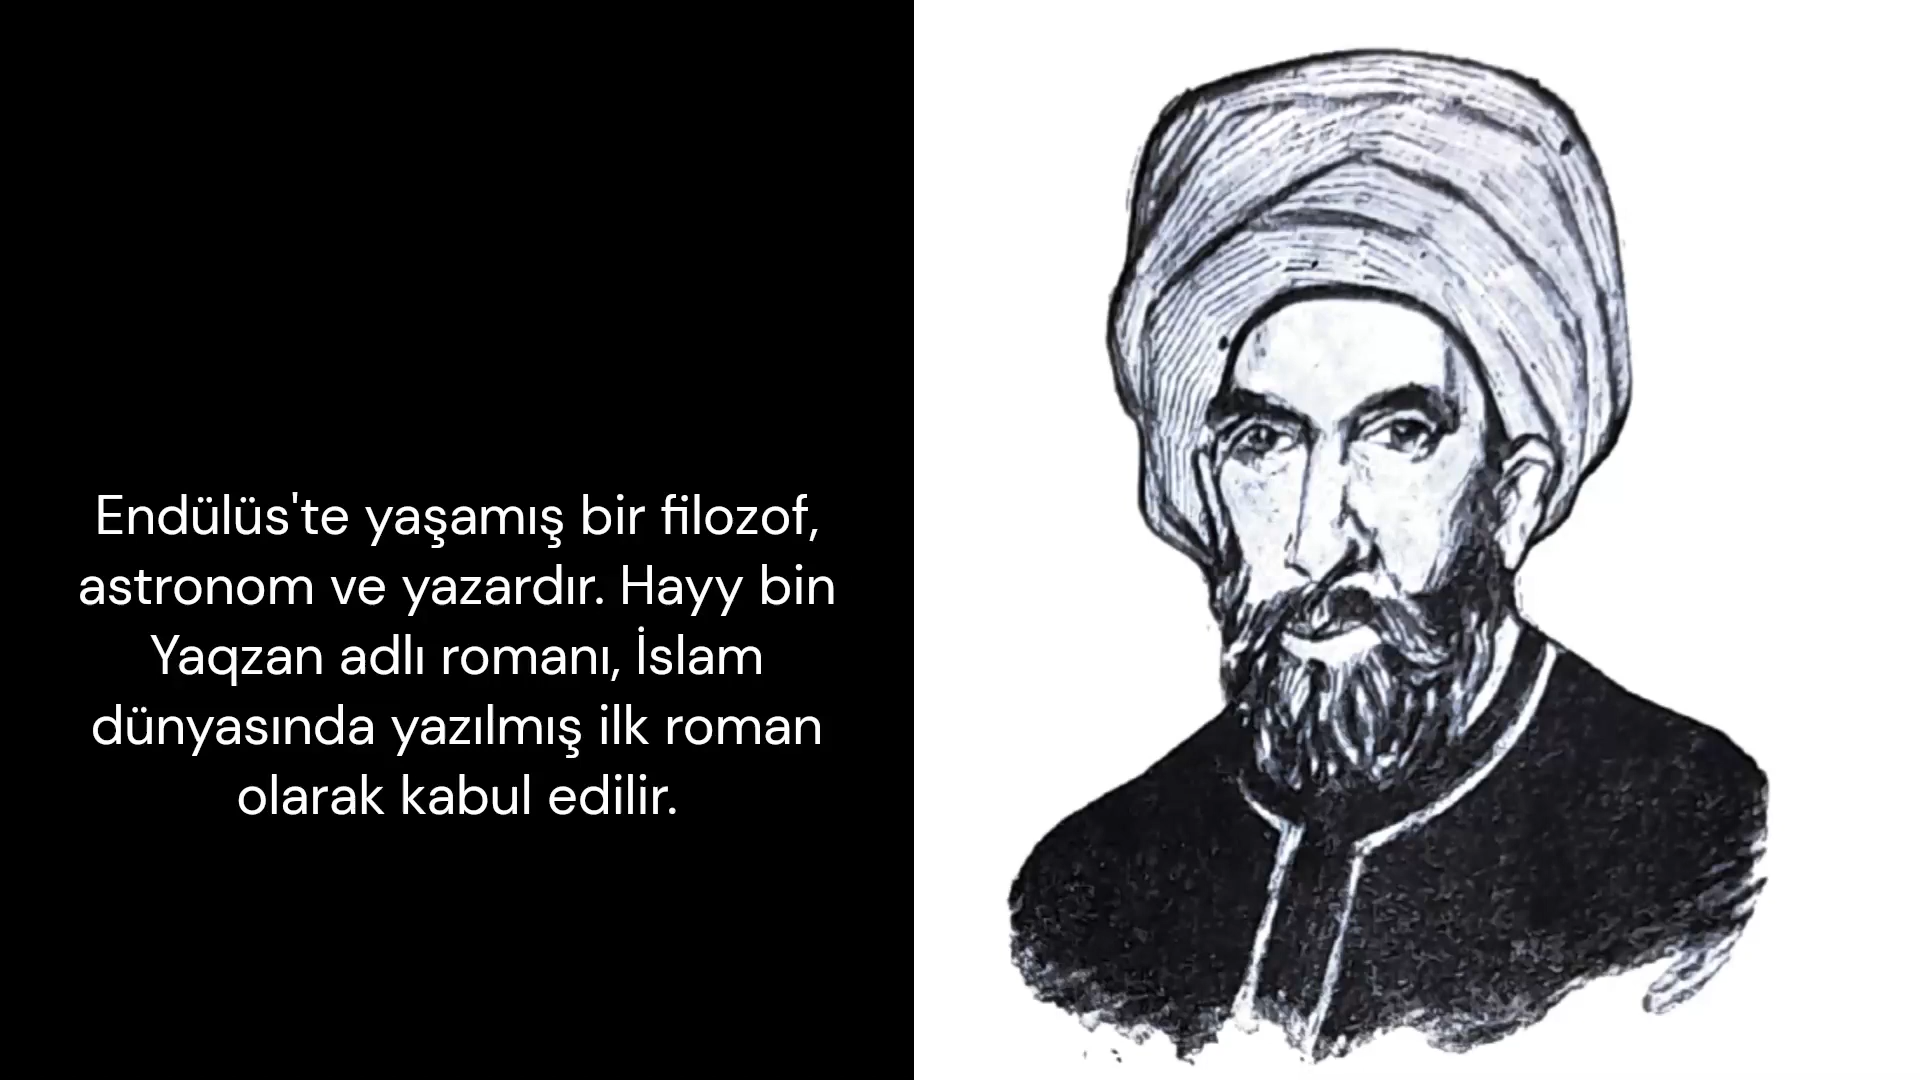 Endülüs'te yaşamış bir filozof,
astronom ve yazardır. Hayy bin
Yaqzan adlı romanı, İslam
dünyasında yazılmış ilk roman
olarak kabul edilir.